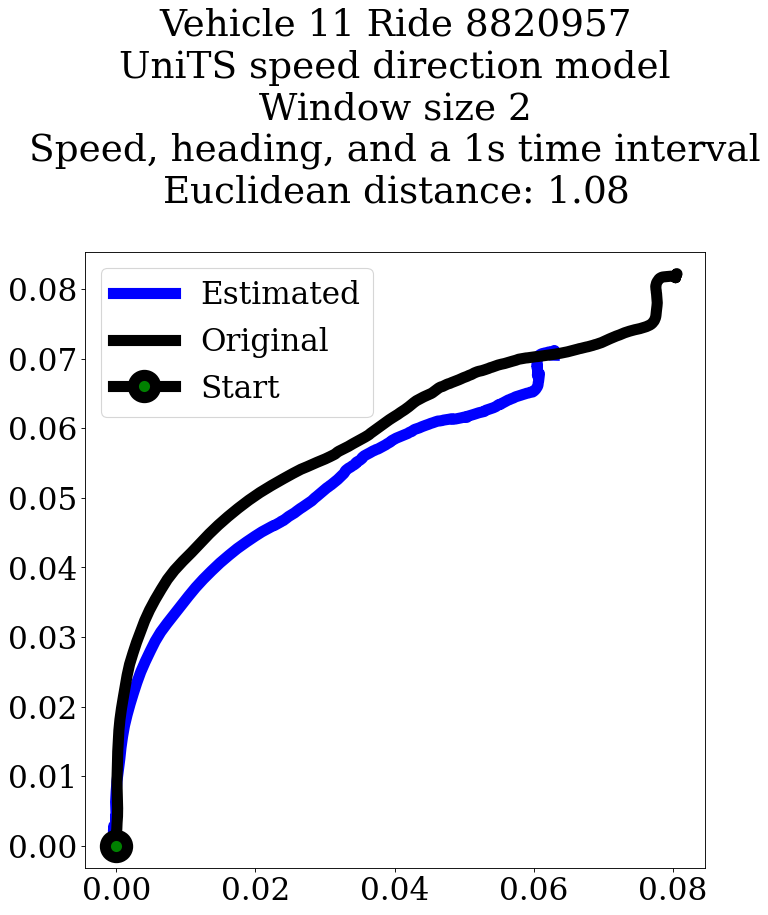 Vehicle 11 Ride 8820957
UniTS speed direction model
Window size 2
Speed, heading, and a 1s time interval
Euclidean distance: 1.08
Estimated
Original
Start
0.08
0.07
0.06
0.05
0.04
0.03
0.02
0.01
0.00
0.00 0.02 0.04 0.06 0.08